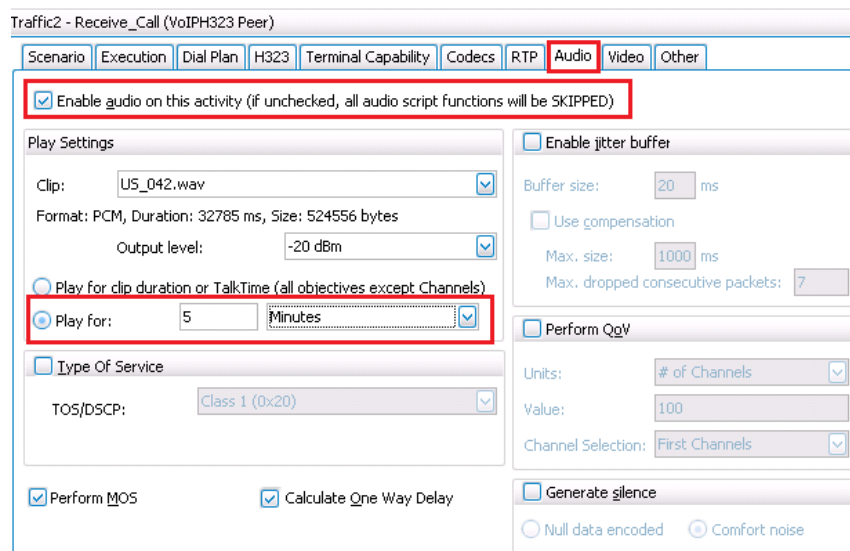 Traffic2 - Receive_Call (VoIPH323 Peer)
Scenario Execution Dial Plan H323 Terminal Capability Codecs RTP Audio Video Other
Enable audio on this activity (if unchecked, all audio script functions will be SKIPPED)
Play Settings
Clip: US_042.wav
Format: PCM, Duration: 32785 ms, Size: 524556 bytes
Output level: -20 dBm
Play for clip duration or TalkTime (all objectives except Channels)
Play for: 5 Minutes
Type Of Service
TOS/DSCP: Class 1 (0x20)
Perform MOS Calculate One Way Delay
Enable jitter buffer
Buffer size: 20 ms
Use compensation
Max. size: 1000 ms
Max. dropped consecutive packets: 7
Perform QoV
Units: # of Channels
Value: 100
Channel Selection: First Channels
Generate silence
Null data encoded Comfort noise